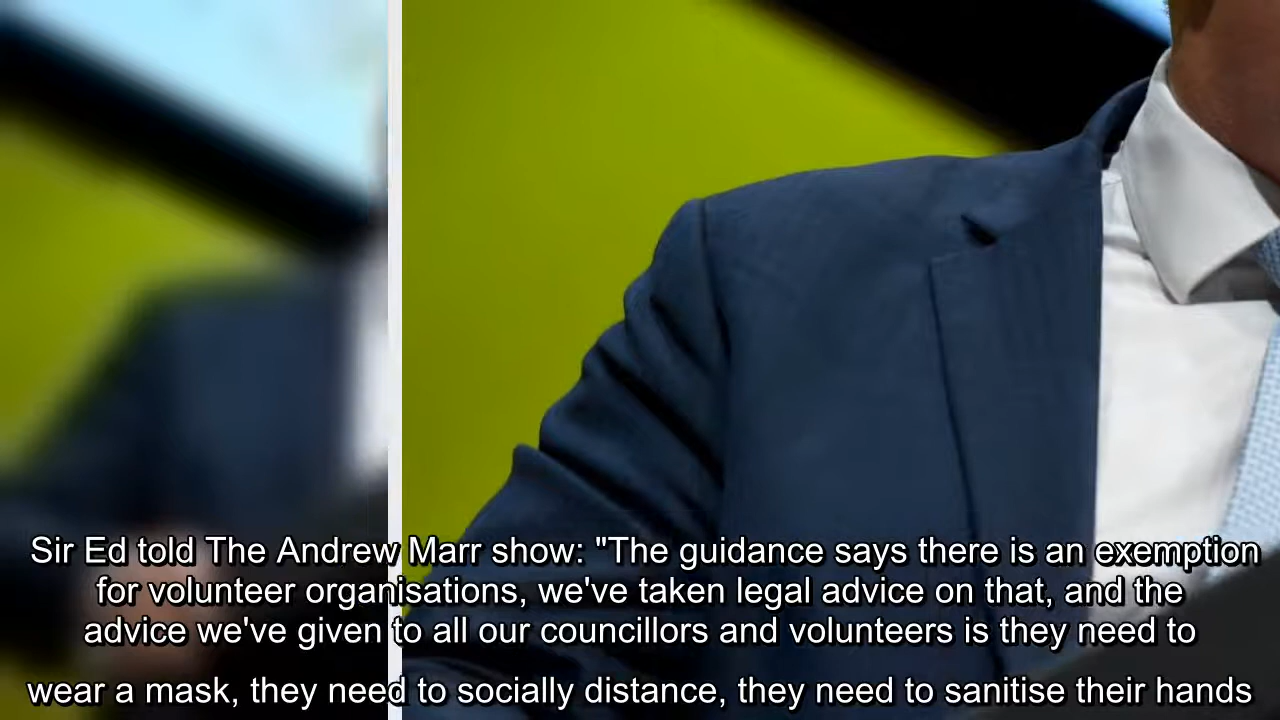 Sir Ed told The Andrew Marr show: "The guidance says there is an exemption
for volunteer organisations, we've taken legal advice on that, and the
advice we've given to all our councillors and volunteers is they need to
wear a mask, they need to socially distance, they need to sanitise their hands